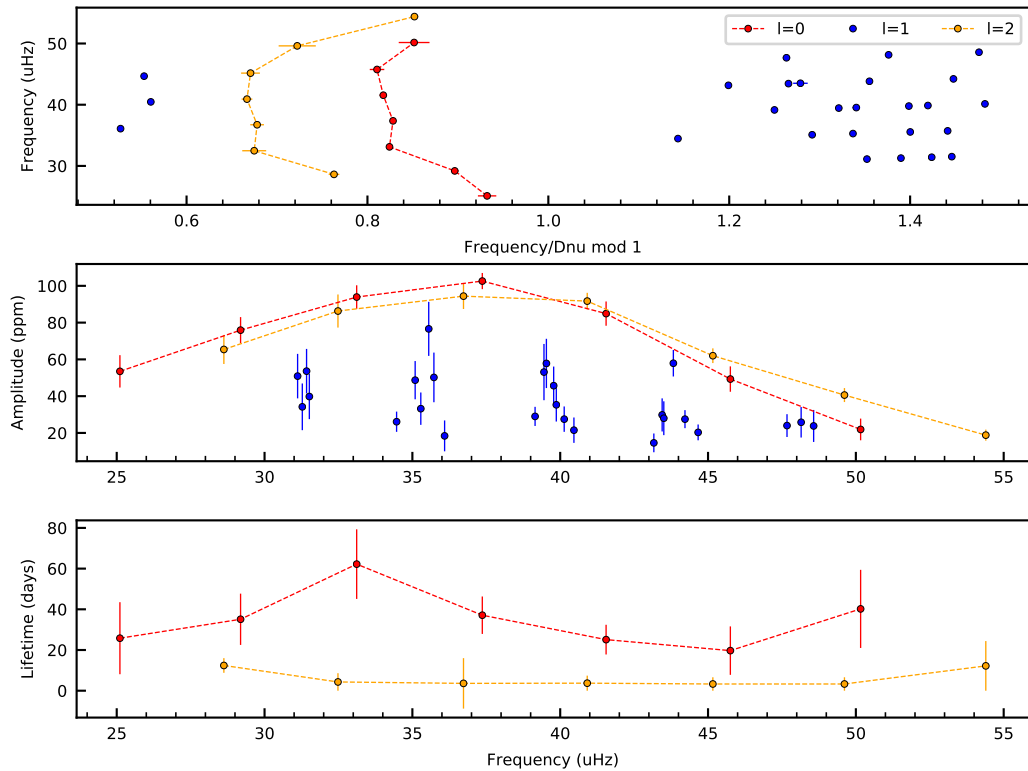 l=0 l=1 l=2
Frequency (uHz)
50
40
30
0.6 0.8 1.0 1.2 1.4
Frequency/Dnu mod 1
Amplitude (ppm)
100
80
60
40
20
25 30 35 40 45 50 55
Lifetime (days)
80
60
40
20
0
25 30 35 40 45 50 55
Frequency (uHz)